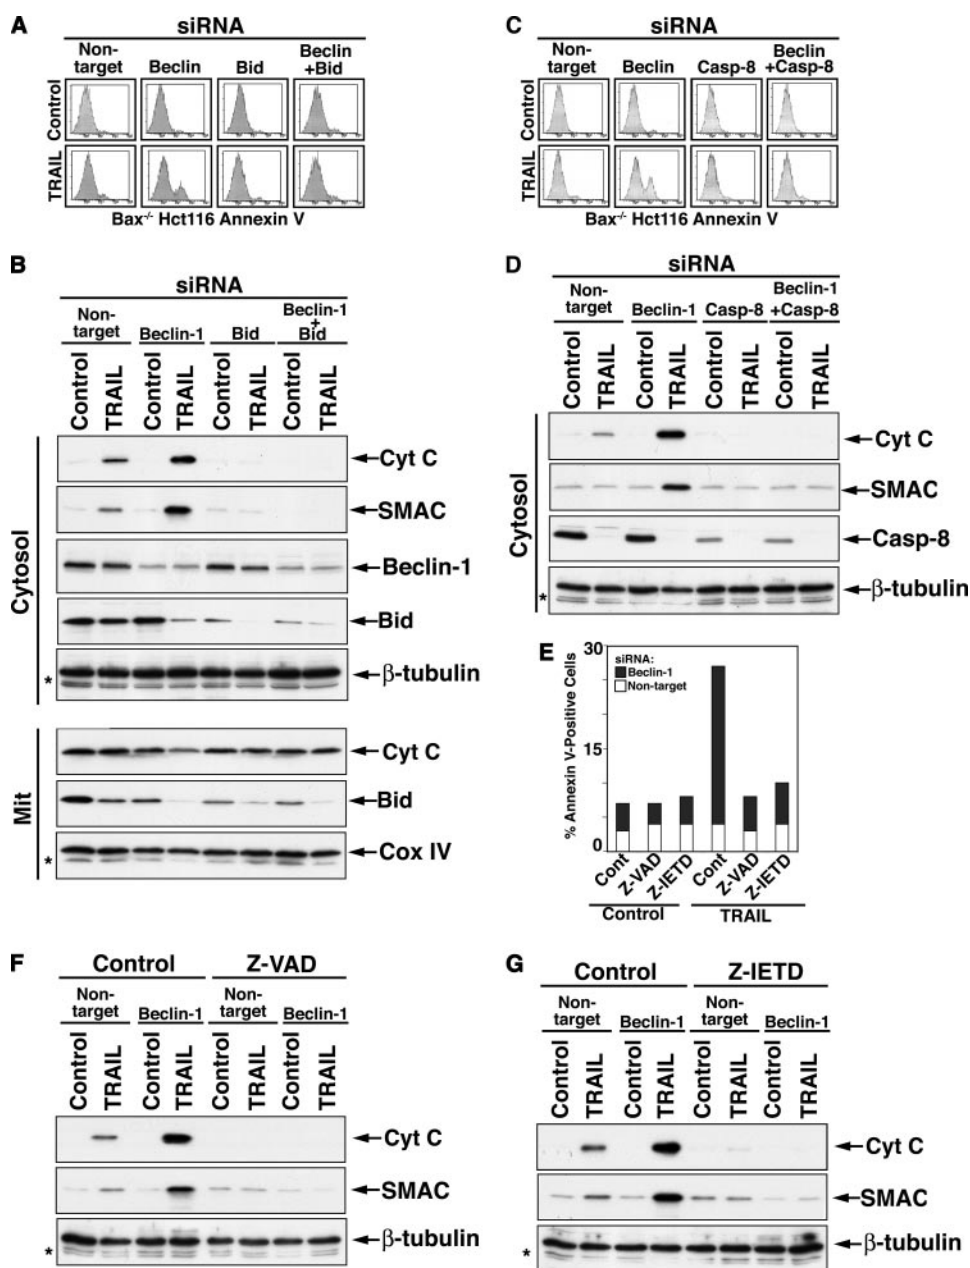 A
siRNA
Non-
target
Beclin
Bid
Beclin
+Bid
Control
TRAIL
Bax-/- Hct116 Annexin V
C
siRNA
Non-
target
Beclin
Casp-8
Beclin
+Casp-8
Control
TRAIL
Bax-/- Hct116 Annexin V
B
siRNA
Non-
target
Beclin-1
Bid
Beclin-1
+
Bid
Control
TRAIL
Control
TRAIL
Control
TRAIL
Control
TRAIL
Cytosol
Cyt C
SMAC
Beclin-1
Bid
β-tubulin
*
Mit
Cyt C
Bid
Cox IV
*
D
siRNA
Non-
target
Beclin-1
Casp-8
Beclin-1
+Casp-8
Control
TRAIL
Control
TRAIL
Control
TRAIL
Control
TRAIL
Cytosol
Cyt C
SMAC
Casp-8
β-tubulin
*
E
% Annexin V-Positive Cells
30
15
0
siRNA:
Beclin-1
Non-target
Cont
Z-VAD
Z-IETD
Cont
Z-VAD
Z-IETD
Control
TRAIL
F
Control
Z-VAD
Non-
target
Beclin-1
Non-
target
Beclin-1
Control
TRAIL
Control
TRAIL
Control
TRAIL
Control
TRAIL
Cyt C
SMAC
β-tubulin
*
G
Control
Z-IETD
Non-
target
Beclin-1
Non-
target
Beclin-1
Control
TRAIL
Control
TRAIL
Control
TRAIL
Control
TRAIL
Cyt C
SMAC
β-tubulin
*